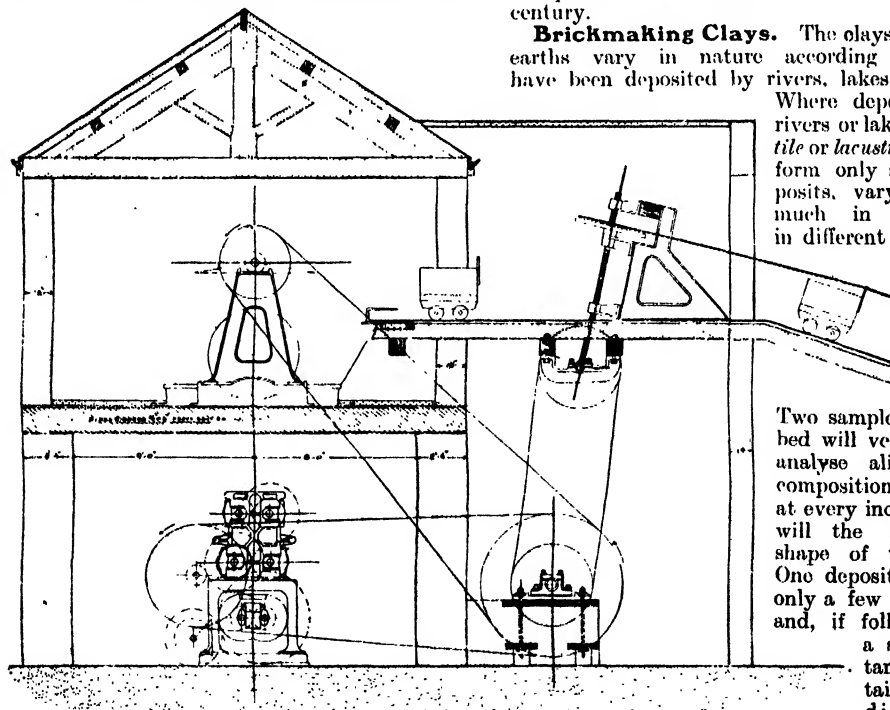 century.
Brickmaking Clays. The clays
earths vary in nature according
have been deposited by rivers, lakes
Where depo
rivers or lak
tile or lacust
form only s
posits, vary
much in
in different
Two sample
bed will ve
analyse ali
composition
at every inc
will the
shape of
One deposit
only a few
and, if foll
a s
tan
tai
di